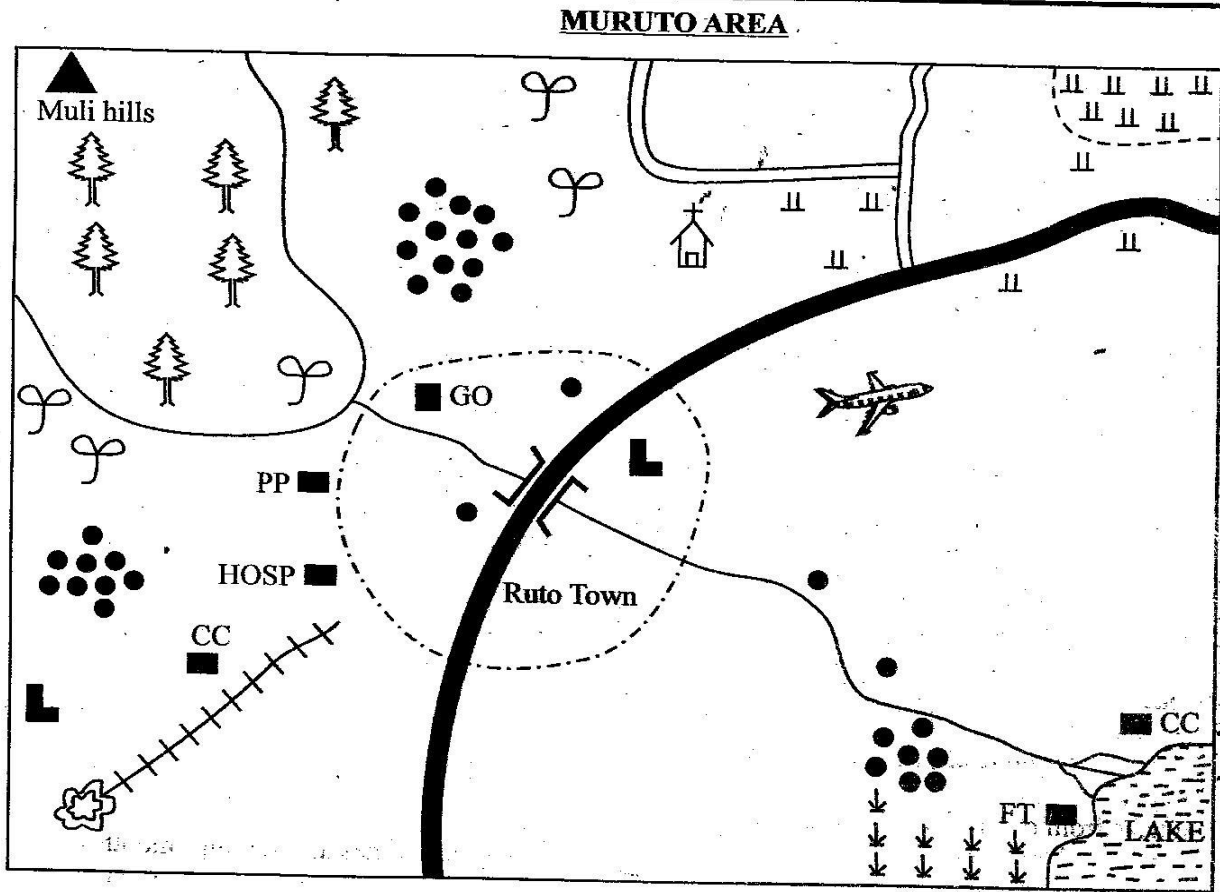 MURUTO AREA
Muli hills
GO
PP
HOSP
Ruto Town
CC
CC
FT
LAKE